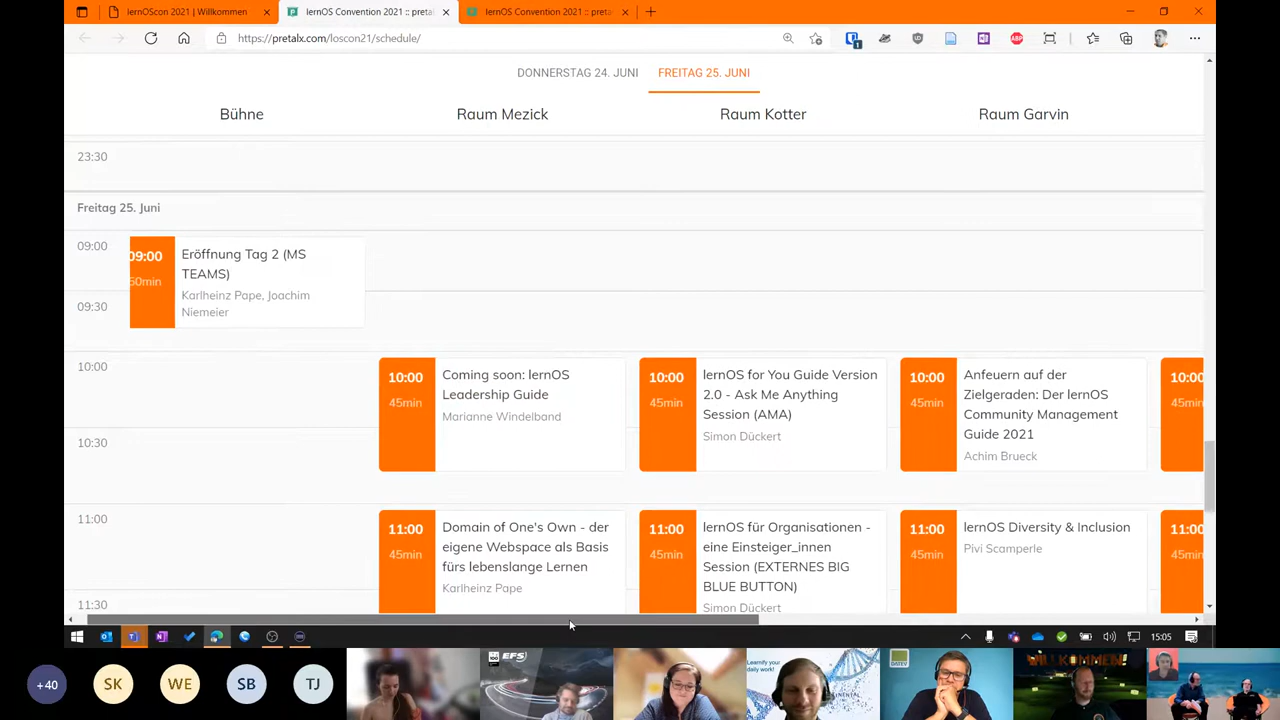 lernOScon 2021 | Willkommen
lernOS Convention 2021 :: pretal
lernOS Convention 2021 :: preta
https://pretalx.com/loscon21/schedule/
DONNERSTAG 24. JUNI
FREITAG 25. JUNI
Bühne
Raum Mezick
Raum Kotter
Raum Garvin
23:30
Freitag 25. Juni
09:00
09:00
Eröffnung Tag 2 (MS
TEAMS)
Karlheinz Pape, Joachim
Niemeier
09:30
10:00
10:00
45min
Coming soon: lernOS
Leadership Guide
Marianne Windelband
10:00
45min
lernOS for You Guide Version
2.0 - Ask Me Anything
Session (AMA)
Simon Dückert
10:00
45min
Anfeuern auf der
Zielgeraden: Der lernOS
Community Management
Guide 2021
Achim Brueck
10:00
45min
10:30
11:00
11:00
45min
Domain of One's Own - der
eigene Webspace als Basis
fürs lebenslange Lernen
Karlheinz Pape
11:00
45min
lernOS für Organisationen -
eine Einsteiger_innen
Session (EXTERNES BIG
BLUE BUTTON)
Simon Dückert
11:00
45min
lernOS Diversity & Inclusion
Pivi Scamperle
11:00
45min
11:30
15:05
+40
SK
WE
SB
TJ
EFS
DATEV
WILLKOMMEN